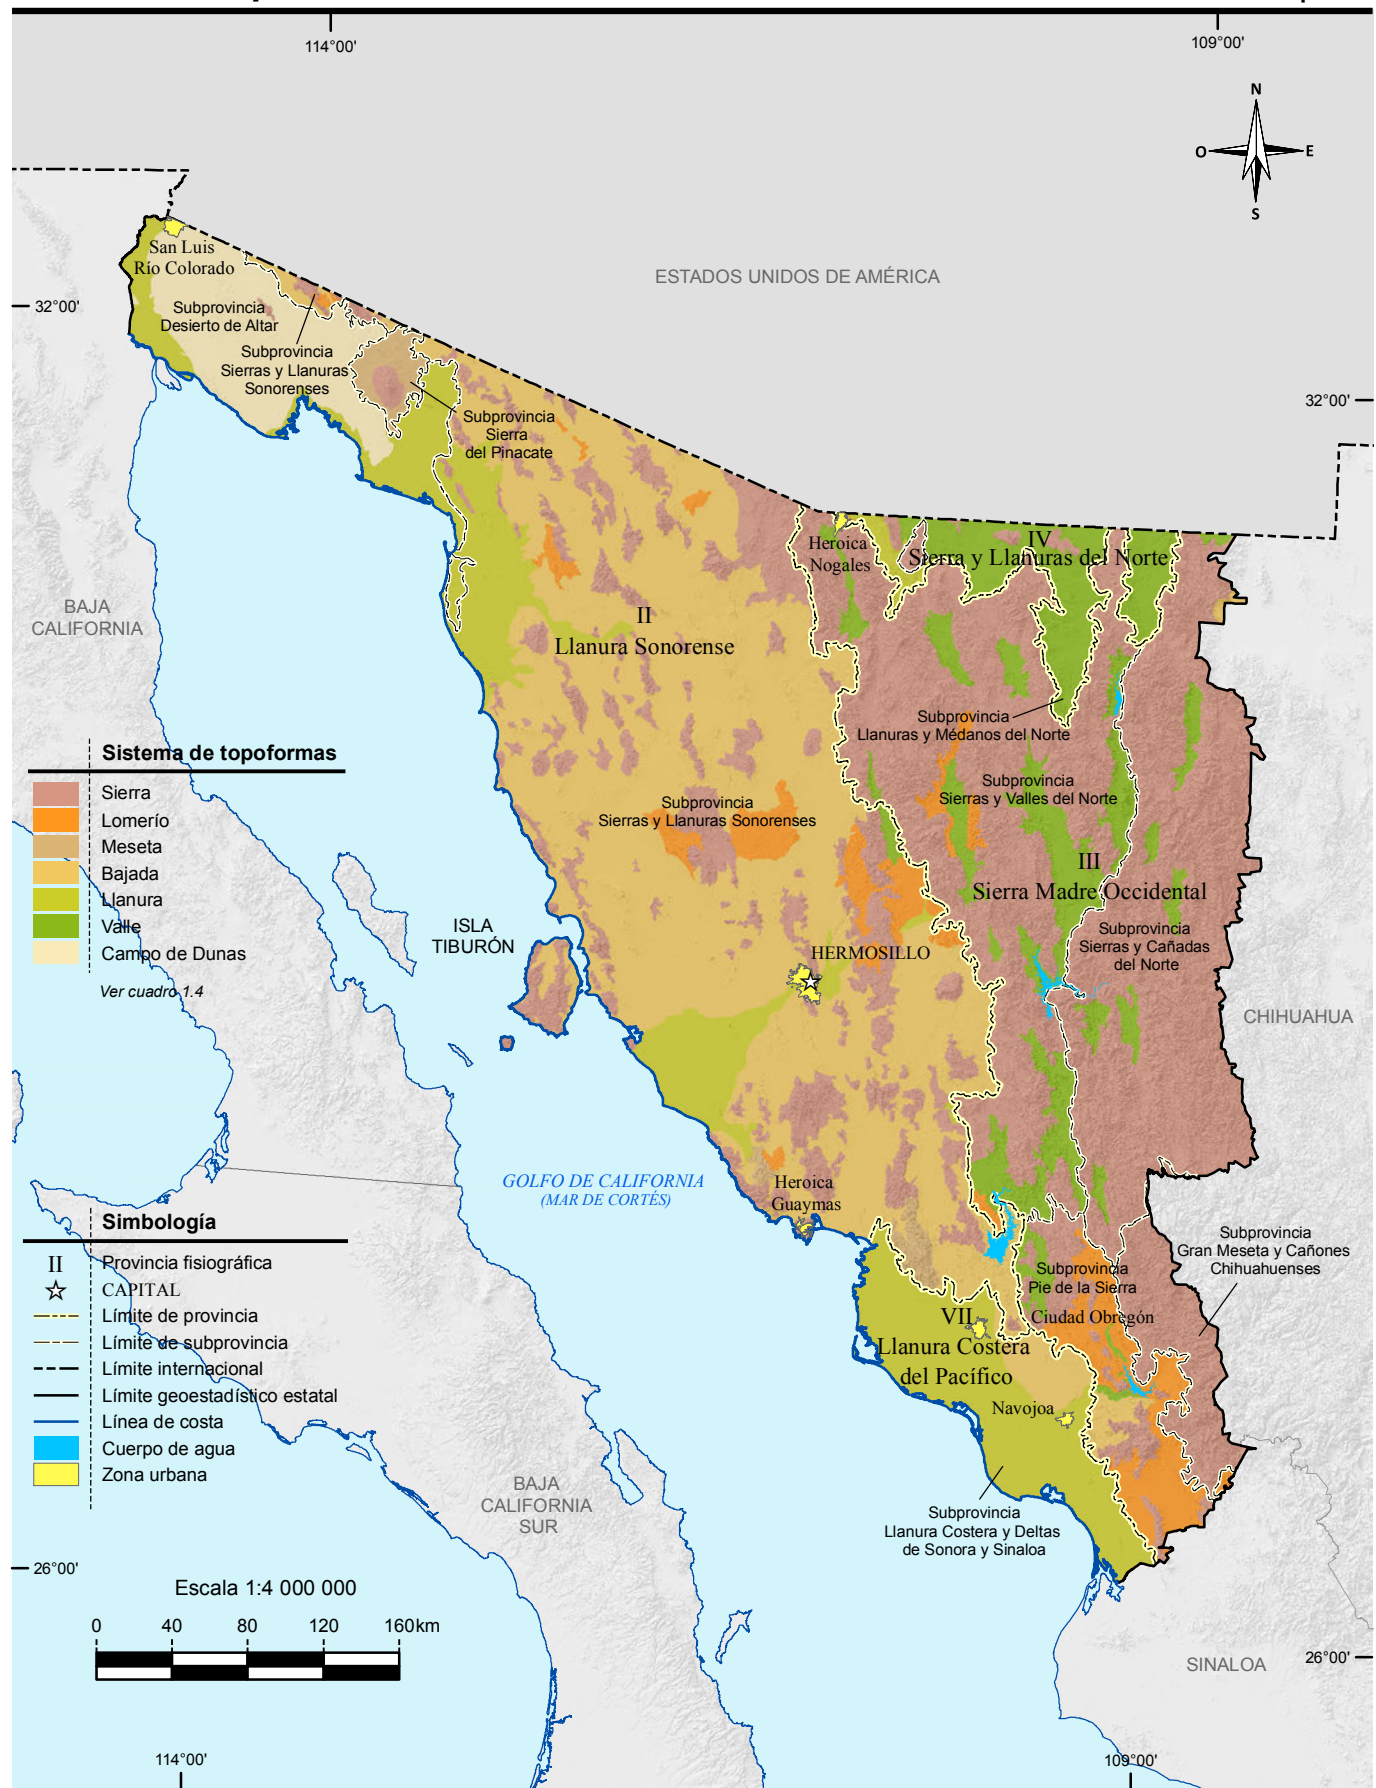 114°00'
109°00'
N
O
E
S
ESTADOS UNIDOS DE AMÉRICA
San Luis
Río Colorado
32°00'
Subprovincia
Desierto de Altar
Subprovincia
Sierras y Llanuras
Sonorenses
32°00'
Subprovincia
Sierra
del Pinacate
IV
Sierra y Llanuras del Norte
Heroica
Nogales
BAJA
CALIFORNIA
II
Llanura Sonorense
Subprovincia
Llanuras y Médanos del Norte
Subprovincia
Sierras y Valles del Norte
Subprovincia
Sierras y Llanuras Sonorenses
III
Sierra Madre Occidental
Subprovincia
Sierras y Cañadas
del Norte
ISLA
TIBURÓN
HERMOSILLO
CHIHUAHUA
Sistema de topoformas
Sierra
Lomerío
Meseta
Bajada
Llanura
Valle
Campo de Dunas
Ver cuadro 1.4
GOLFO DE CALIFORNIA
(MAR DE CORTÉS)
Heroica
Guaymas
Subprovincia
Gran Meseta y Cañones
Chihuahuenses
Subprovincia
Pie de la Sierra
Ciudad Obregón
VII
Llanura Costera
del Pacífico
Navojoa
Subprovincia
Llanura Costera y Deltas
de Sonora y Sinaloa
BAJA
CALIFORNIA
SUR
SINALOA
Simbología
II Provincia fisiográfica
CAPITAL
Límite de provincia
Límite de subprovincia
Límite internacional
Límite geoestadístico estatal
Línea de costa
Cuerpo de agua
Zona urbana
26°00'
Escala 1:4 000 000
0 40 80 120 160km
26°00'
114°00'
109°00'